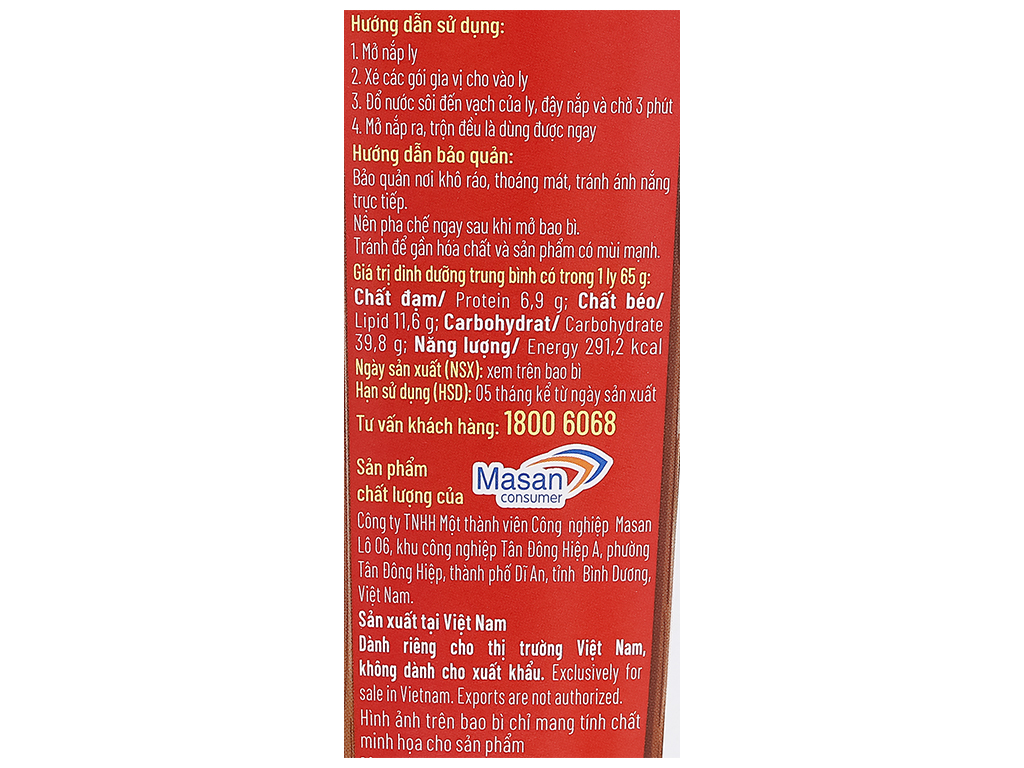 Hướng dẫn sử dụng:
1. Mở nắp ly
2. Xé các gói gia vị cho vào ly
3. Đổ nước sôi đến vạch của ly, đậy nắp và chờ 3 phút
4. Mở nắp ra, trộn đều là dùng được ngay
Hướng dẫn bảo quản:
Bảo quản nơi khô ráo, thoáng mát, tránh ánh nắng
trực tiếp.
Nên pha chế ngay sau khi mở bao bì.
Tránh để gần hóa chất và sản phẩm có mùi mạnh.
Giá trị dinh dưỡng trung bình có trong 1 ly 65 g:
Chất đạm/ Protein 6,9 g; Chất béo/
Lipid 11,6 g; Carbohydrat/ Carbohydrate
39,8 g; Năng lượng/ Energy 291,2 kcal
Ngày sản xuất (NSX): xem trên bao bì
Hạn sử dụng (HSD): 05 tháng kể từ ngày sản xuất
Tư vấn khách hàng: 1800 6068
Sản phẩm
chất lượng của
Masan
consumer
Công ty TNHH Một thành viên Công nghiệp Masan
Lô 06, khu công nghiệp Tân Đông Hiệp A, phường
Tân Đông Hiệp, thành phố Dĩ An, tỉnh Bình Dương,
Việt Nam.
Sản xuất tại Việt Nam
Dành riêng cho thị trường Việt Nam,
không dành cho xuất khẩu. Exclusively for
sale in Vietnam. Exports are not authorized.
Hình ảnh trên bao bì chỉ mang tính chất
minh họa cho sản phẩm